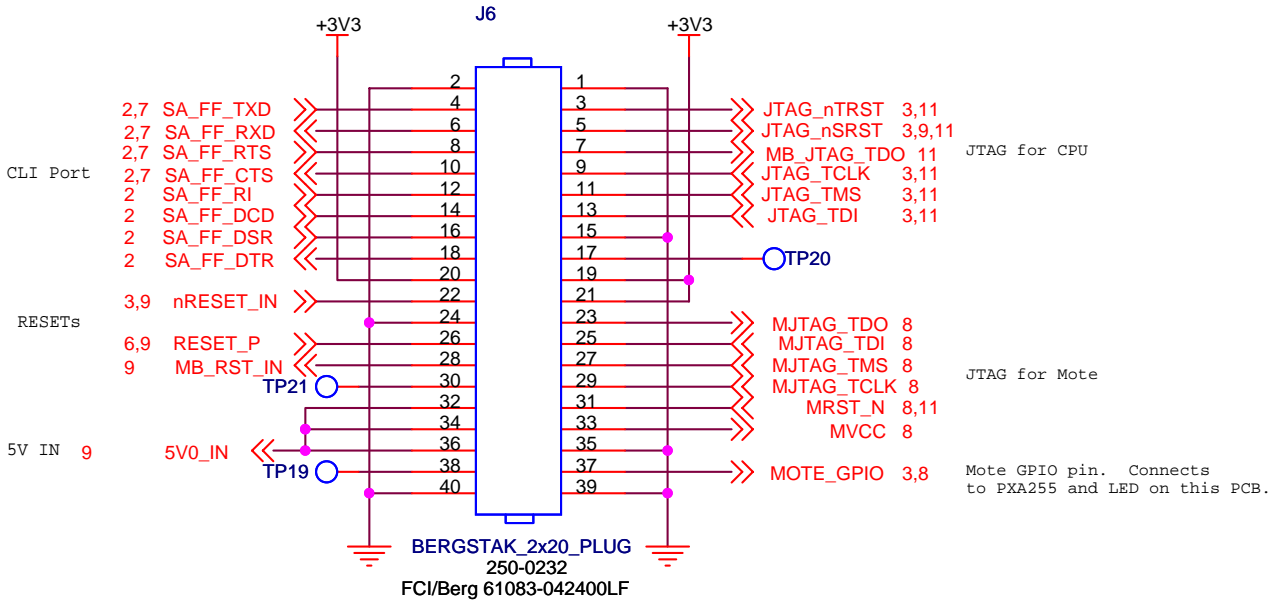 J6
+3V3
+3V3
2 1
2,7 SA_FF_TXD 4 3 JTAG_nTRST 3,11
2,7 SA_FF_RXD 6 5 JTAG_nSRST 3,9,11
2,7 SA_FF_RTS 8 7 MB_JTAG_TDO 11
JTAG for CPU
CLI Port
2,7 SA_FF_CTS 10 9 JTAG_TCLK 3,11
2 SA_FF_RI 12 11 JTAG_TMS 3,11
2 SA_FF_DCD 14 13 JTAG_TDI 3,11
2 SA_FF_DSR 16 15
2 SA_FF_DTR 18 17 TP20
20 19
3,9 nRESET_IN 22 21
RESETs
24 23 MJTAG_TDO 8
6,9 RESET_P 26 25 MJTAG_TDI 8
9 MB_RST_IN 28 27 MJTAG_TMS 8
JTAG for Mote
TP21 30 29 MJTAG_TCLK 8
32 31 MRST_N 8,11
34 33 MVCC 8
5V IN 9 5V0_IN 36 35
TP19 38 37 MOTE_GPIO 3,8
Mote GPIO pin. Connects
to PXA255 and LED on this PCB.
40 39
BERGSTAK_2x20_PLUG
250-0232
FCI/Berg 61083-042400LF